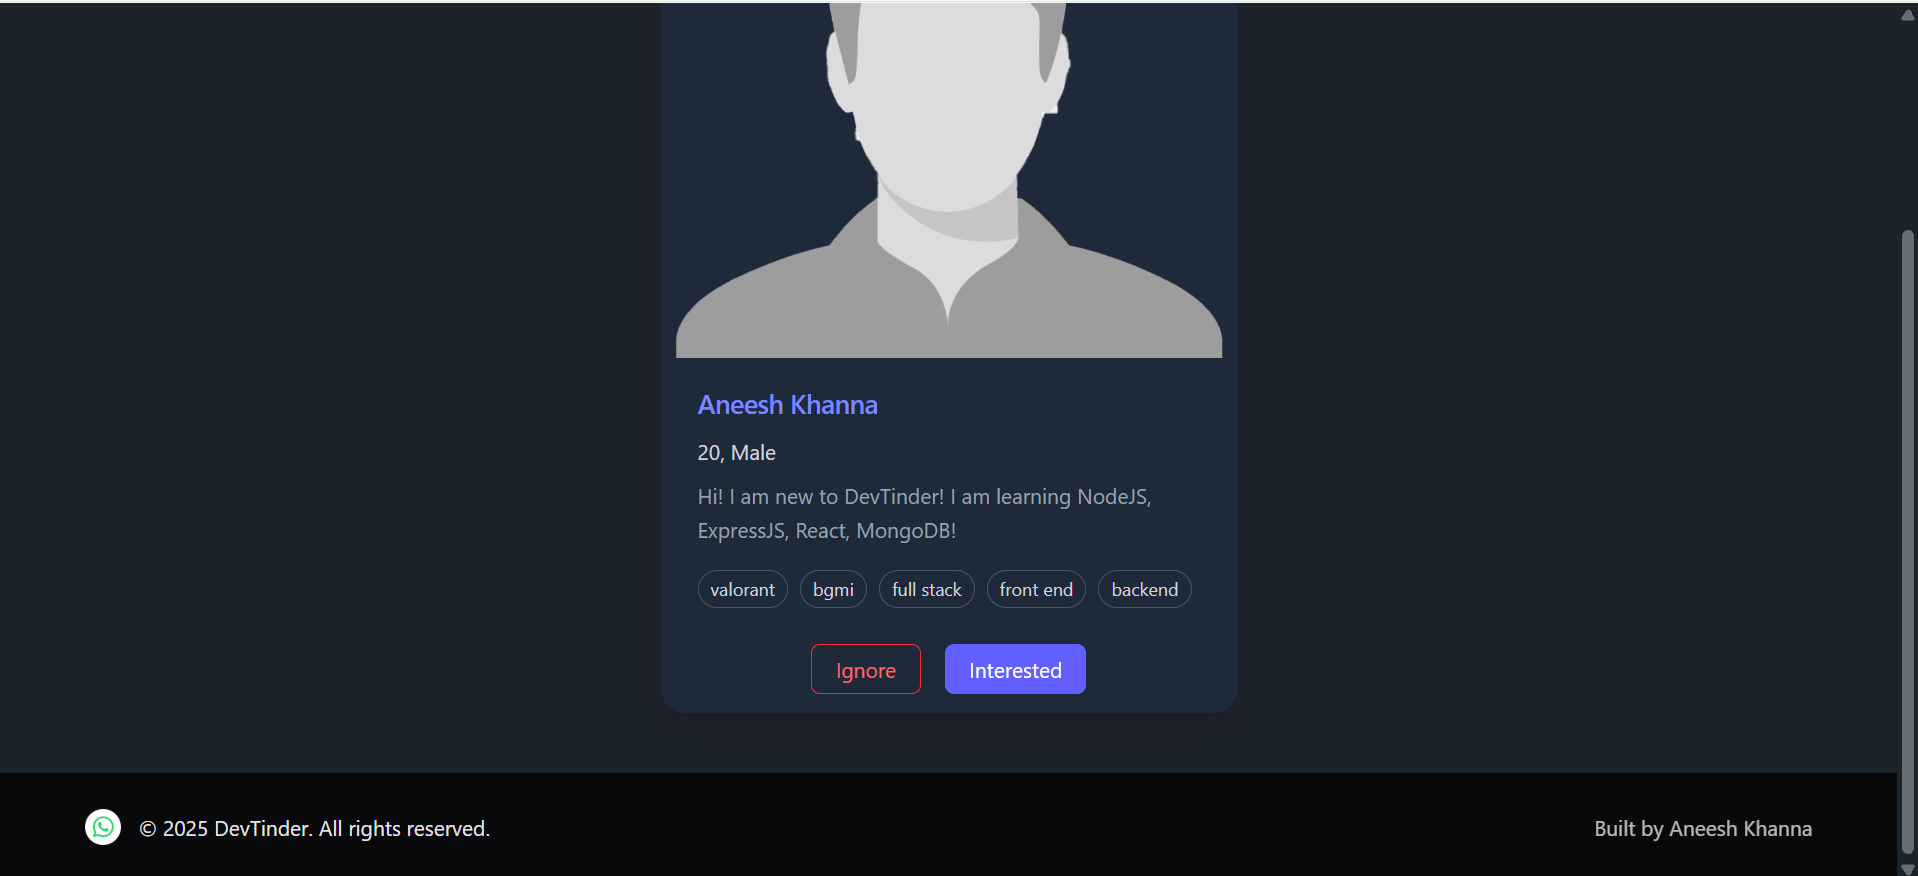 Aneesh Khanna
20, Male
Hi! I am new to DevTinder! I am learning NodeJS,
ExpressJS, React, MongoDB!
valorant bgmi full stack front end backend
Ignore Interested
© 2025 DevTinder. All rights reserved. Built by Aneesh Khanna